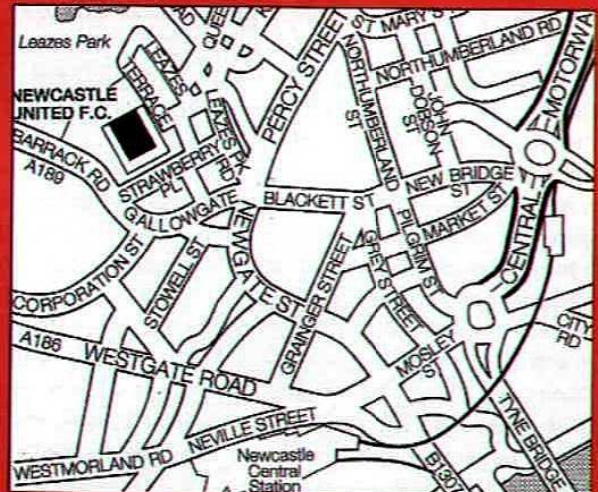 Leazes Park
NEWCASTLE
UNITED F.C.
BARRACK RD
A189
LEAZES
TERRACE
STRAWBERRY
PL
LEAZES PK
RD
PERCY STREET
ST MARY
NORTHUMBERLAND RD
NORTHUMBERLAND
ST
JOHN
DOBSON
ST
CENTRAL MOTORWA
GALLOWGATE
BLACKETT ST
NEW BRIDGE
ST
MARKET ST
PILGRIM ST
GREY STREET
GRAINGER STREET
NEWGATE ST
STOWELL ST
CORPORATION ST
A186
WESTGATE ROAD
MOSLEY
ST
CITY
RD
TYNE BRIDGE
B1307
NEVILLE STREET
WESTMORLAND RD
Newcastle
Central
Station